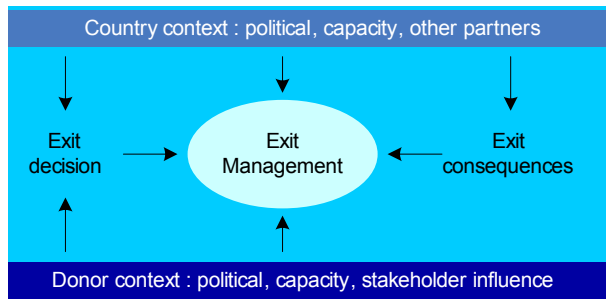 Country context : political, capacity, other partners
Exit
decision
Exit
Management
Exit
consequences
Donor context : political, capacity, stakeholder influence